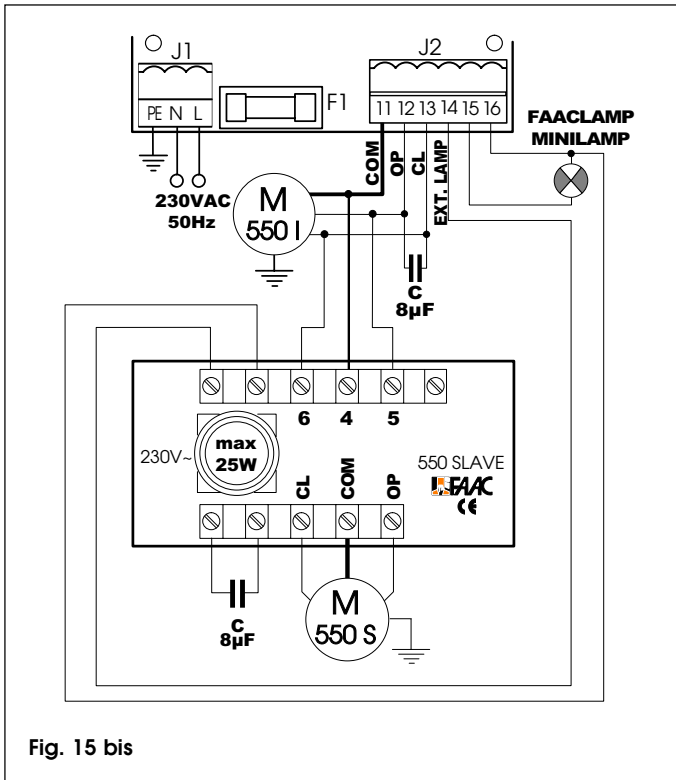 J1
J2
F1
PE N L
11 12 13 14 15 16
FAACLAMP
MINILAMP
COM
OP
CL
EXT. LAMP
230VAC
50Hz
M
550 I
C
8µF
6 4 5
230V~
max
25W
550 SLAVE
FAAC
CE
CL
COM
OP
C
8µF
M
550 S
Fig. 15 bis